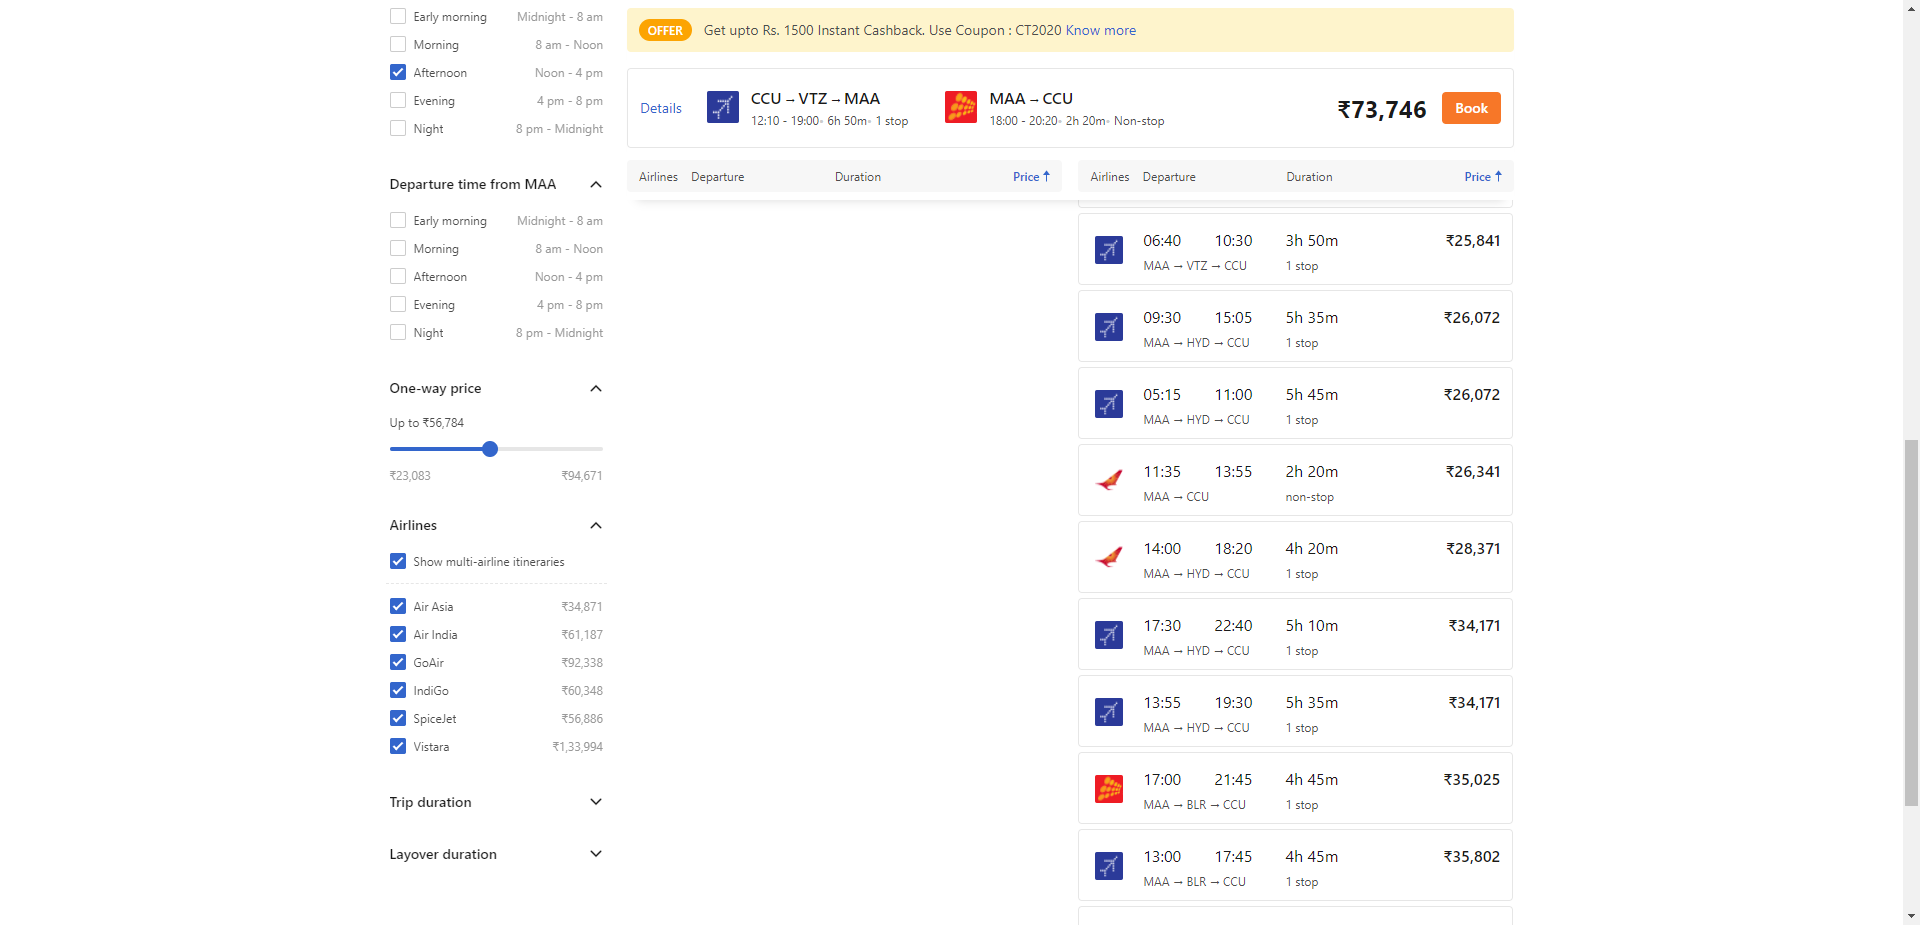 Early morning Midnight - 8 am
Morning 8 am - Noon
Afternoon Noon - 4 pm
Evening 4 pm - 8 pm
Night 8 pm - Midnight
Departure time from MAA
Early morning Midnight - 8 am
Morning 8 am - Noon
Afternoon Noon - 4 pm
Evening 4 pm - 8 pm
Night 8 pm - Midnight
One-way price
Up to ₹56,784
₹23,083 ₹94,671
Airlines
Show multi-airline itineraries
Air Asia ₹34,871
Air India ₹61,187
GoAir ₹92,338
IndiGo ₹60,348
SpiceJet ₹56,886
Vistara ₹1,33,994
Trip duration
Layover duration
OFFER Get upto Rs. 1500 Instant Cashback. Use Coupon : CT2020 Know more
Details CCU → VTZ → MAA MAA → CCU ₹73,746 Book
12:10 - 19:00• 6h 50m• 1 stop 18:00 - 20:20• 2h 20m• Non-stop
Airlines Departure Duration Price ↑
Airlines Departure Duration Price ↑
06:40 10:30 3h 50m ₹25,841
MAA → VTZ → CCU 1 stop
09:30 15:05 5h 35m ₹26,072
MAA → HYD → CCU 1 stop
05:15 11:00 5h 45m ₹26,072
MAA → HYD → CCU 1 stop
11:35 13:55 2h 20m ₹26,341
MAA → CCU non-stop
14:00 18:20 4h 20m ₹28,371
MAA → HYD → CCU 1 stop
17:30 22:40 5h 10m ₹34,171
MAA → HYD → CCU 1 stop
13:55 19:30 5h 35m ₹34,171
MAA → HYD → CCU 1 stop
17:00 21:45 4h 45m ₹35,025
MAA → BLR → CCU 1 stop
13:00 17:45 4h 45m ₹35,802
MAA → BLR → CCU 1 stop